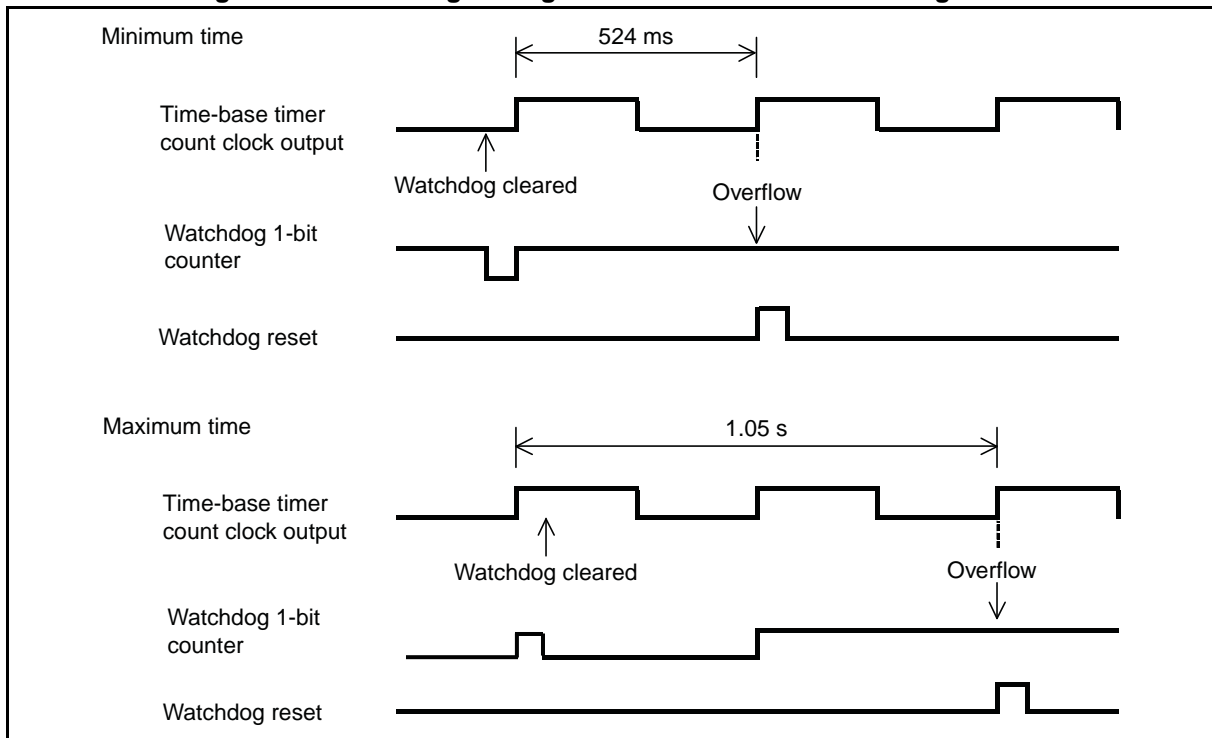 Minimum time
524 ms
Time-base timer
count clock output
Watchdog cleared
Overflow
Watchdog 1-bit
counter
Watchdog reset
Maximum time
1.05 s
Time-base timer
count clock output
Watchdog cleared
Overflow
Watchdog 1-bit
counter
Watchdog reset